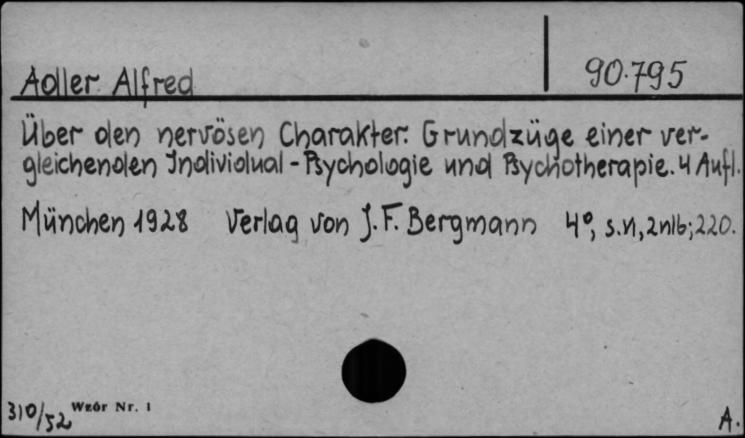 Adler Alfred
90.795
Über den nervösen Charakter: Grundzüge einer ver-
gleichenden Individual-Psychologie und Psychotherapie. 4 Aufl.
München 1928 Verlag von J. F. Bergmann 4°, s. n, 2nlb; 220.
310/52 Wzór Nr. 1
A.